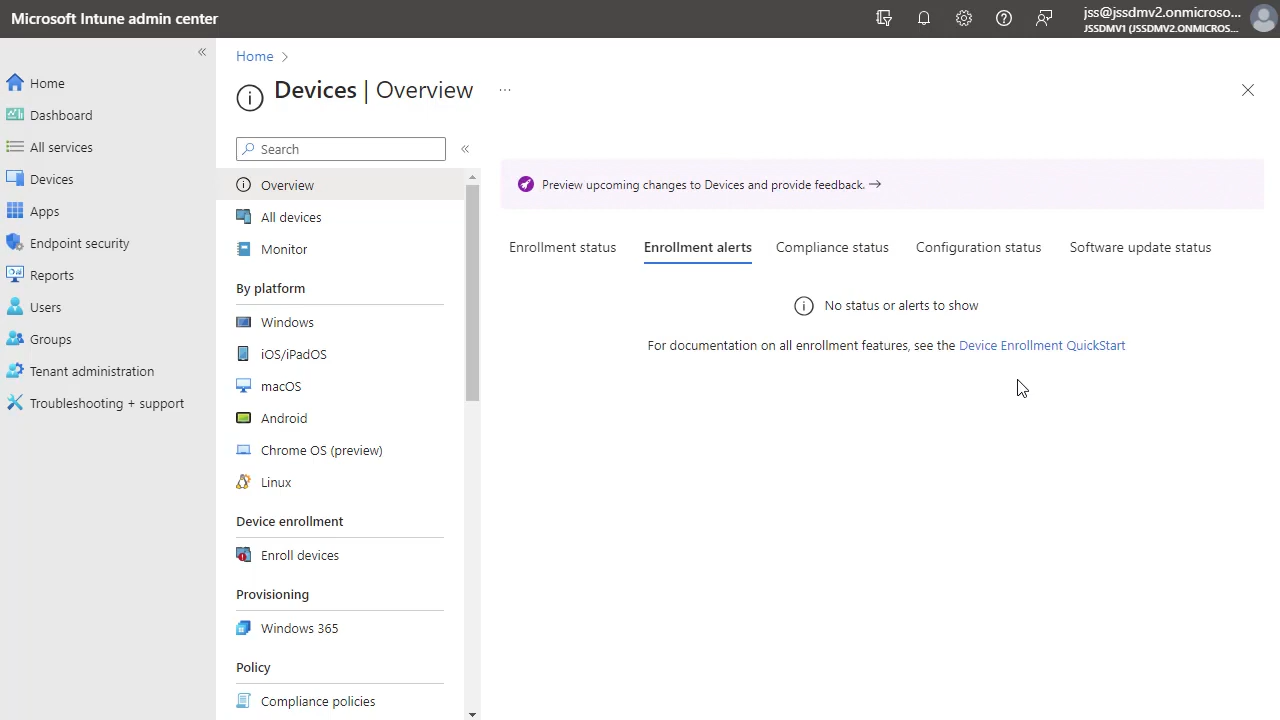 Microsoft Intune admin center
jss@jssdmv2.onmicroso...
JSSDMV1 (JSSDMV2.ONMICROS...
Home
Dashboard
All services
Devices
Apps
Endpoint security
Reports
Users
Groups
Tenant administration
Troubleshooting + support
Home
Devices | Overview
Search
Overview
All devices
Monitor
By platform
Windows
iOS/iPadOS
macOS
Android
Chrome OS (preview)
Linux
Device enrollment
Enroll devices
Provisioning
Windows 365
Policy
Compliance policies
Preview upcoming changes to Devices and provide feedback. →
Enrollment status
Enrollment alerts
Compliance status
Configuration status
Software update status
No status or alerts to show
For documentation on all enrollment features, see the Device Enrollment QuickStart